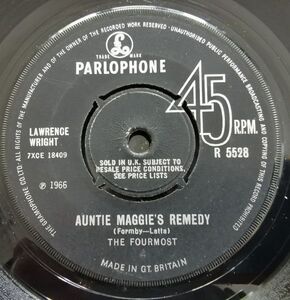 ALL RIGHTS OF THE MANUFACTURER AND OF THE OWNER OF THE RECORDED WORK RESERVED
UNAUTHORISED PUBLIC PERFORMANCE BROADCASTING AND COPYING OF THIS RECORD PROHIBITED
THE GRAMOPHONE CO. LTD.
TRADE MARK
PARLOPHONE
45
R.P.M.
LAWRENCE
WRIGHT
7XCE 18409
R 5528
SOLD IN U.K. SUBJECT TO
RESALE PRICE CONDITIONS,
SEE PRICE LISTS
℗ 1966
AUNTIE MAGGIE'S REMEDY
(Formby—Latta)
THE FOURMOST
MADE IN GT. BRITAIN